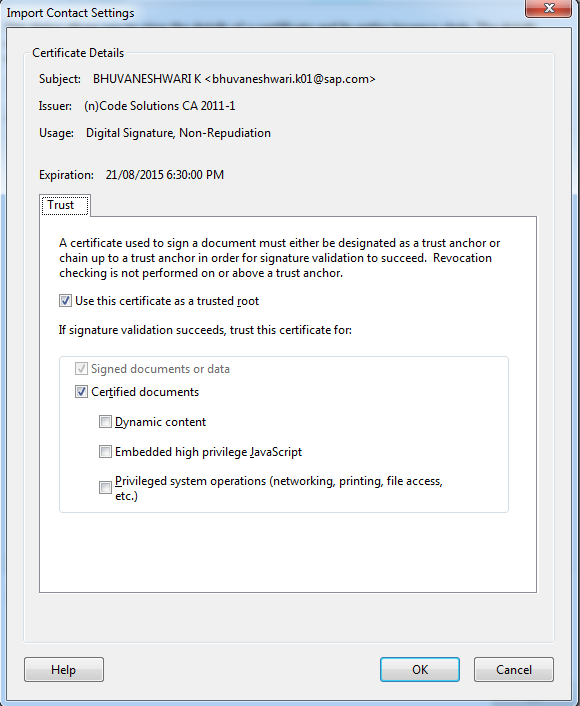 Import Contact Settings
Certificate Details
Subject: BHUVANESHWARI K <bhuvaneshwari.k01@sap.com>
Issuer: (n)Code Solutions CA 2011-1
Usage: Digital Signature, Non-Repudiation
Expiration: 21/08/2015 6:30:00 PM
Trust
A certificate used to sign a document must either be designated as a trust anchor or
chain up to a trust anchor in order for signature validation to succeed. Revocation
checking is not performed on or above a trust anchor.
Use this certificate as a trusted root
If signature validation succeeds, trust this certificate for:
Signed documents or data
Certified documents
Dynamic content
Embedded high privilege JavaScript
Privileged system operations (networking, printing, file access,
etc.)
Help OK Cancel